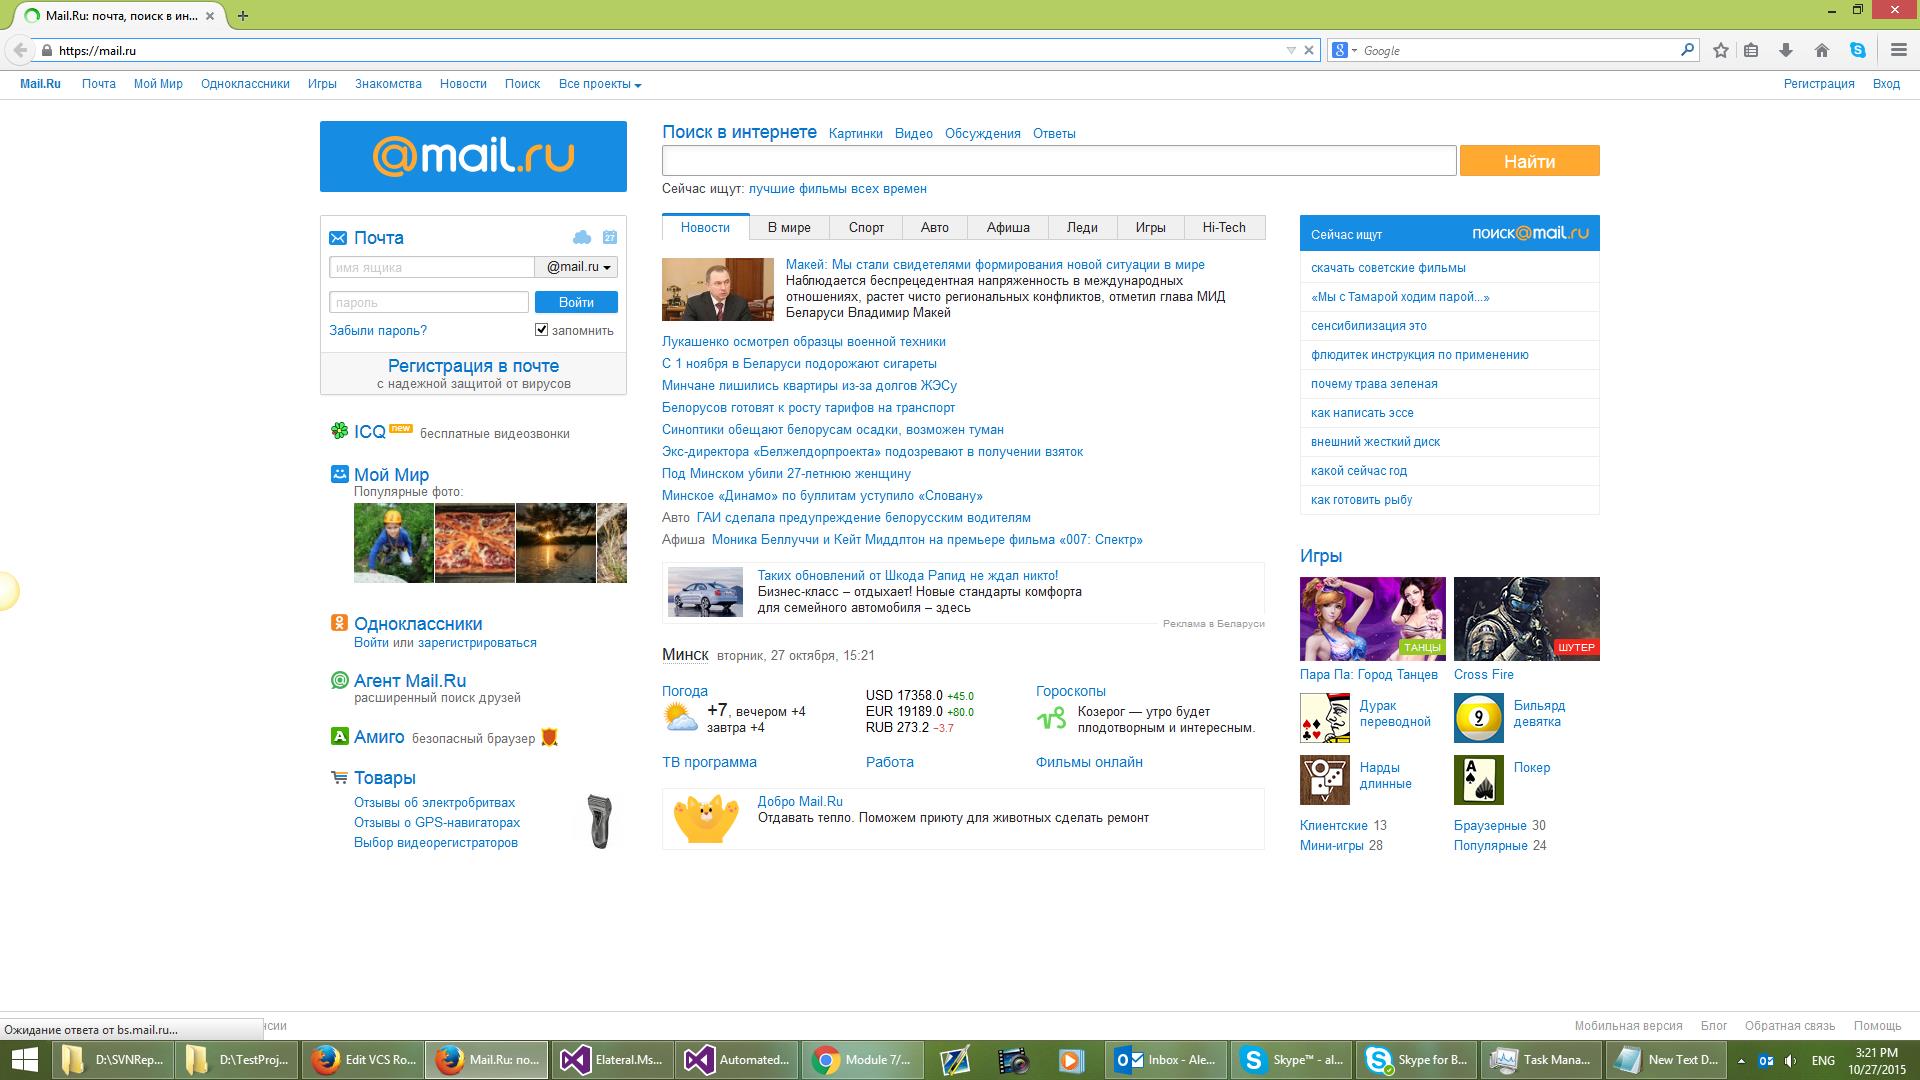 Mail.Ru: почта, поиск в ин...
https://mail.ru
Google
Mail.Ru Почта Мой Мир Одноклассники Игры Знакомства Новости Поиск Все проекты
Регистрация Вход
@mail.ru
Почта
27
имя ящика
@mail.ru
пароль
Войти
Забыли пароль?
запомнить
Регистрация в почте
с надежной защитой от вирусов
ICQ new бесплатные видеозвонки
Мой Мир
Популярные фото:
Одноклассники
Войти или зарегистрироваться
Агент Mail.Ru
расширенный поиск друзей
Амиго безопасный браузер
Товары
Отзывы об электробритвах
Отзывы о GPS-навигаторах
Выбор видеорегистраторов
Поиск в интернете Картинки Видео Обсуждения Ответы
Найти
Сейчас ищут: лучшие фильмы всех времен
Новости В мире Спорт Авто Афиша Леди Игры Hi-Tech
Макей: Мы стали свидетелями формирования новой ситуации в мире
Наблюдается беспрецедентная напряженность в международных
отношениях, растет чисто региональных конфликтов, отметил глава МИД
Беларуси Владимир Макей
Лукашенко осмотрел образцы военной техники
С 1 ноября в Беларуси подорожают сигареты
Минчане лишились квартиры из-за долгов ЖЭСу
Белорусов готовят к росту тарифов на транспорт
Синоптики обещают белорусам осадки, возможен туман
Экс-директора «Белжелдорпроекта» подозревают в получении взяток
Под Минском убили 27-летнюю женщину
Минское «Динамо» по буллитам уступило «Словану»
Авто ГАИ сделала предупреждение белорусским водителям
Афиша Моника Беллуччи и Кейт Миддлтон на премьере фильма «007: Спектр»
Таких обновлений от Шкода Рапид не ждал никто!
Бизнес-класс – отдыхает! Новые стандарты комфорта
для семейного автомобиля – здесь
Реклама в Беларуси
Минск вторник, 27 октября, 15:21
Погода
+7, вечером +4
завтра +4
USD 17358.0 +45.0
EUR 19189.0 +80.0
RUB 273.2 −3.7
Гороскопы
Козерог — утро будет
плодотворным и интересным.
ТВ программа Работа Фильмы онлайн
Добро Mail.Ru
Отдавать тепло. Поможем приюту для животных сделать ремонт
Сейчас ищут поиск@mail.ru
скачать советские фильмы
«Мы с Тамарой ходим парой...»
сенсибилизация это
флюдитек инструкция по применению
почему трава зеленая
как написать эссе
внешний жесткий диск
какой сейчас год
как готовить рыбу
Игры
ТАНЦЫ
ШУТЕР
Пара Па: Город Танцев
Cross Fire
Дурак
переводной
9
Бильярд
девятка
Нарды
длинные
A
Покер
Клиентские 13
Браузерные 30
Мини-игры 28
Популярные 24
Ожидание ответа от bs.mail.ru...
нсии
Мобильная версия Блог Обратная связь Помощь
D:\SVNRep... D:\TestProj... Edit VCS Ro... Mail.Ru: по... Elateral.Ms... Automated... Module 7/... Inbox - Ale... Skype™ - al... Skype for B... Task Mana... New Text D... ENG
3:21 PM
10/27/2015